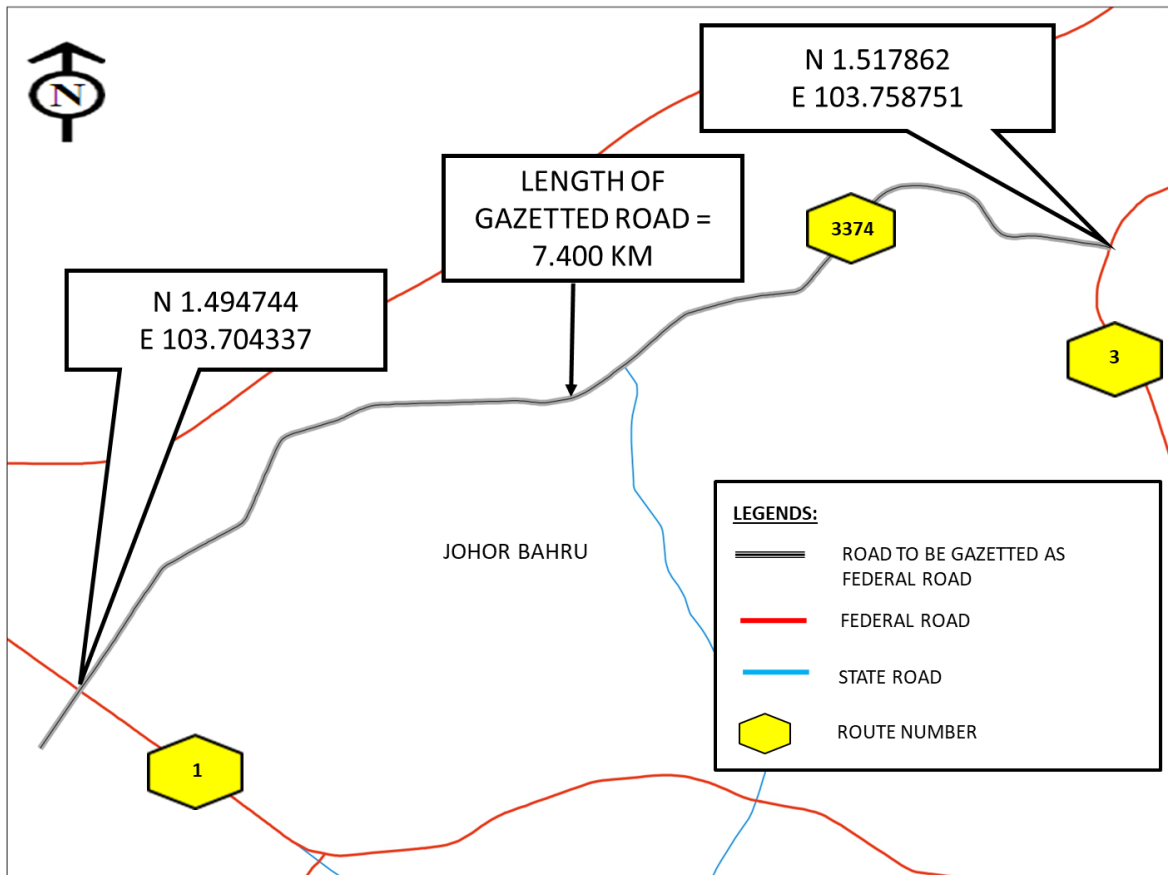 N
N 1.517862
E 103.758751
LENGTH OF
GAZETTED ROAD =
7.400 KM
3374
N 1.494744
E 103.704337
3
JOHOR BAHRU
LEGENDS:
ROAD TO BE GAZETTED AS
FEDERAL ROAD
FEDERAL ROAD
STATE ROAD
ROUTE NUMBER
1